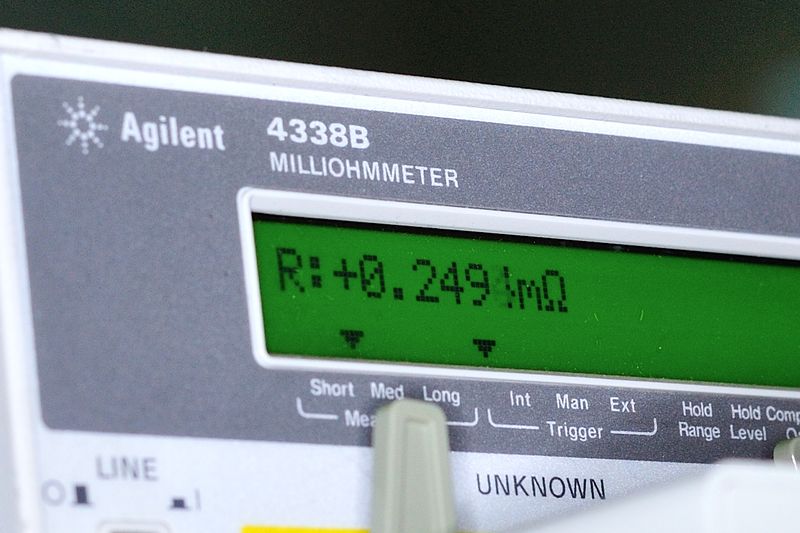 Agilent
4338B
MILLIOHMMETER
R:+0.249 mΩ
Short Med Long
Int Man Ext
Trigger
Hold Range
Hold Level
LINE
UNKNOWN